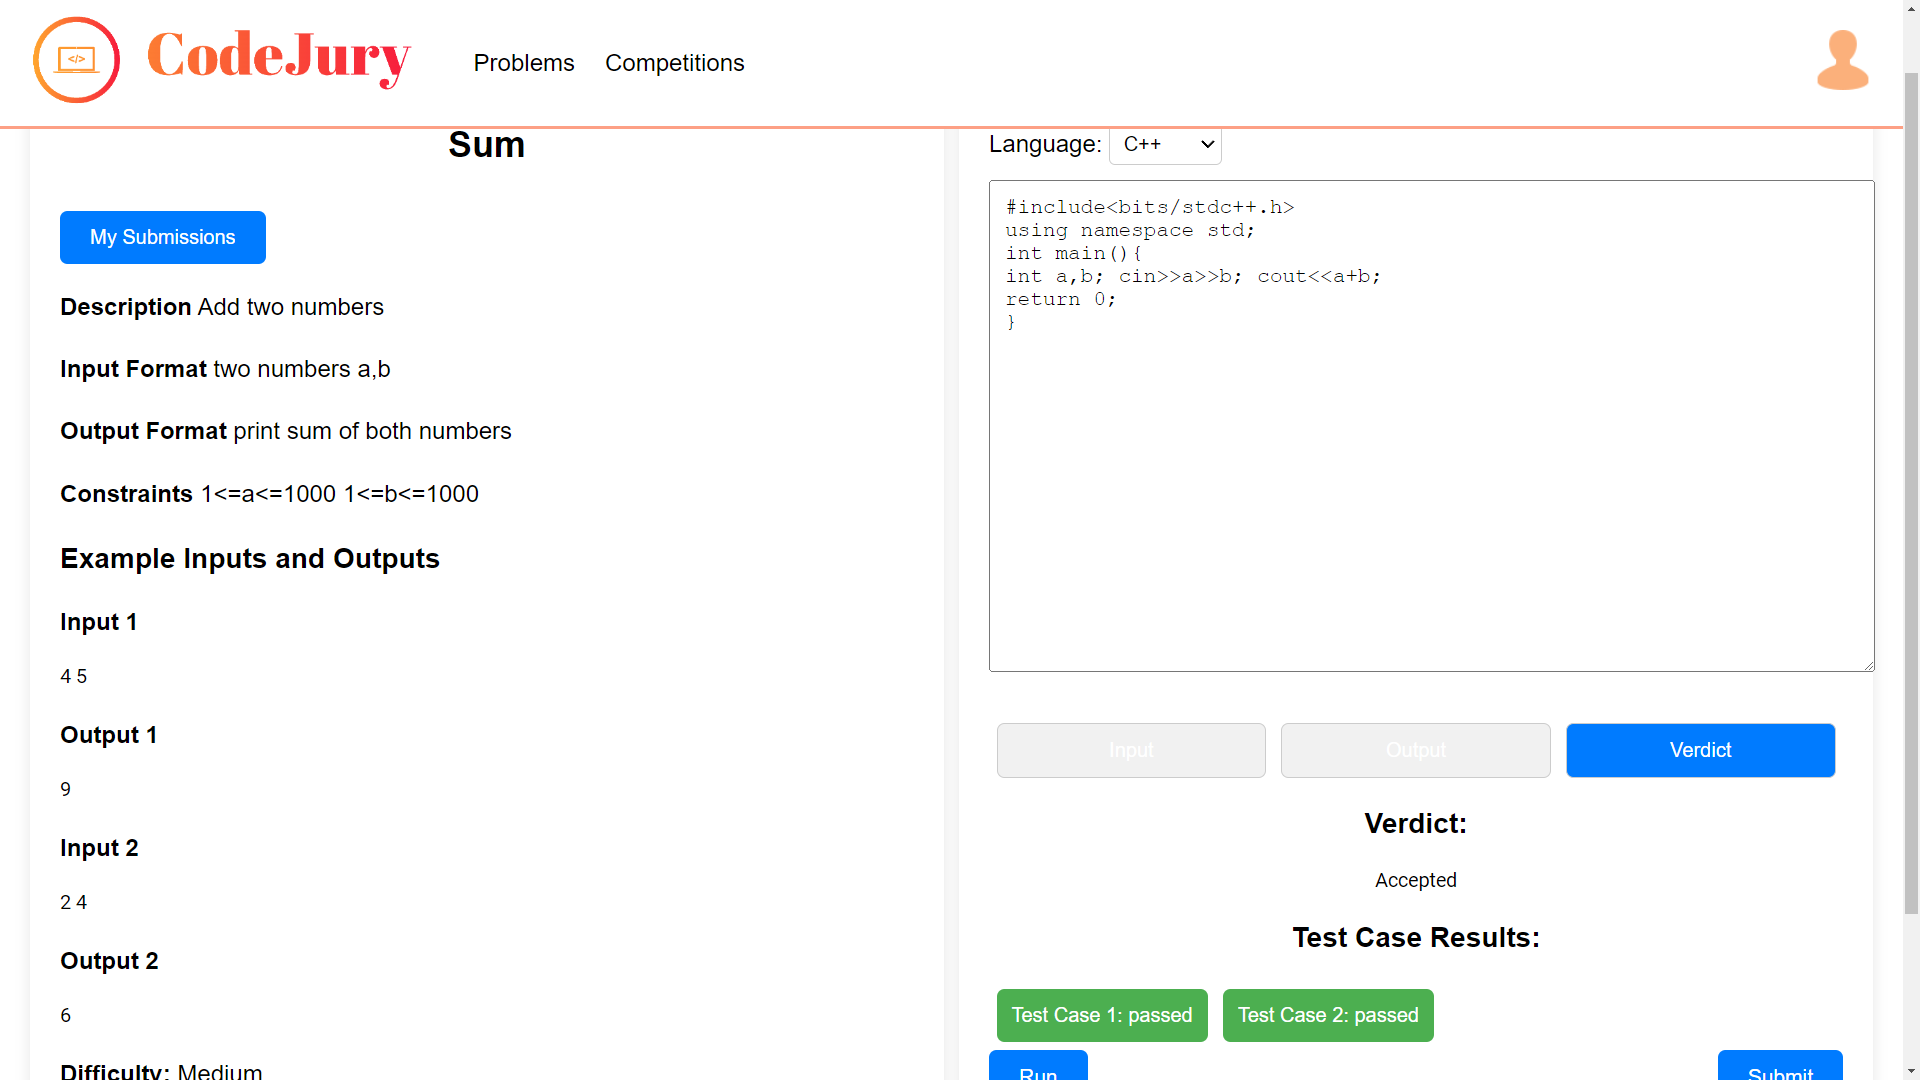 </>
CodeJury
Problems
Competitions
Sum
My Submissions
Description Add two numbers
Input Format two numbers a,b
Output Format print sum of both numbers
Constraints 1<=a<=1000 1<=b<=1000
Example Inputs and Outputs
Input 1
4 5
Output 1
9
Input 2
2 4
Output 2
6
Difficulty: Medium
Language: C++
#include<bits/stdc++.h>
using namespace std;
int main(){
int a,b; cin>>a>>b; cout<<a+b;
return 0;
}
Input
Output
Verdict
Verdict:
Accepted
Test Case Results:
Test Case 1: passed
Test Case 2: passed
Run
Submit